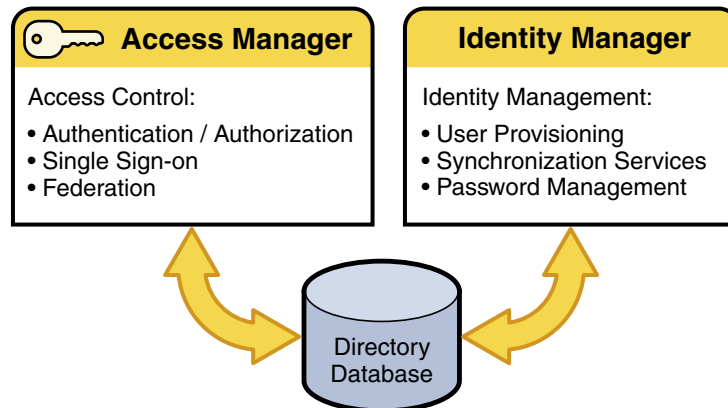 Access Manager
Access Control:
• Authentication / Authorization
• Single Sign-on
• Federation
Identity Manager
Identity Management:
• User Provisioning
• Synchronization Services
• Password Management
Directory
Database